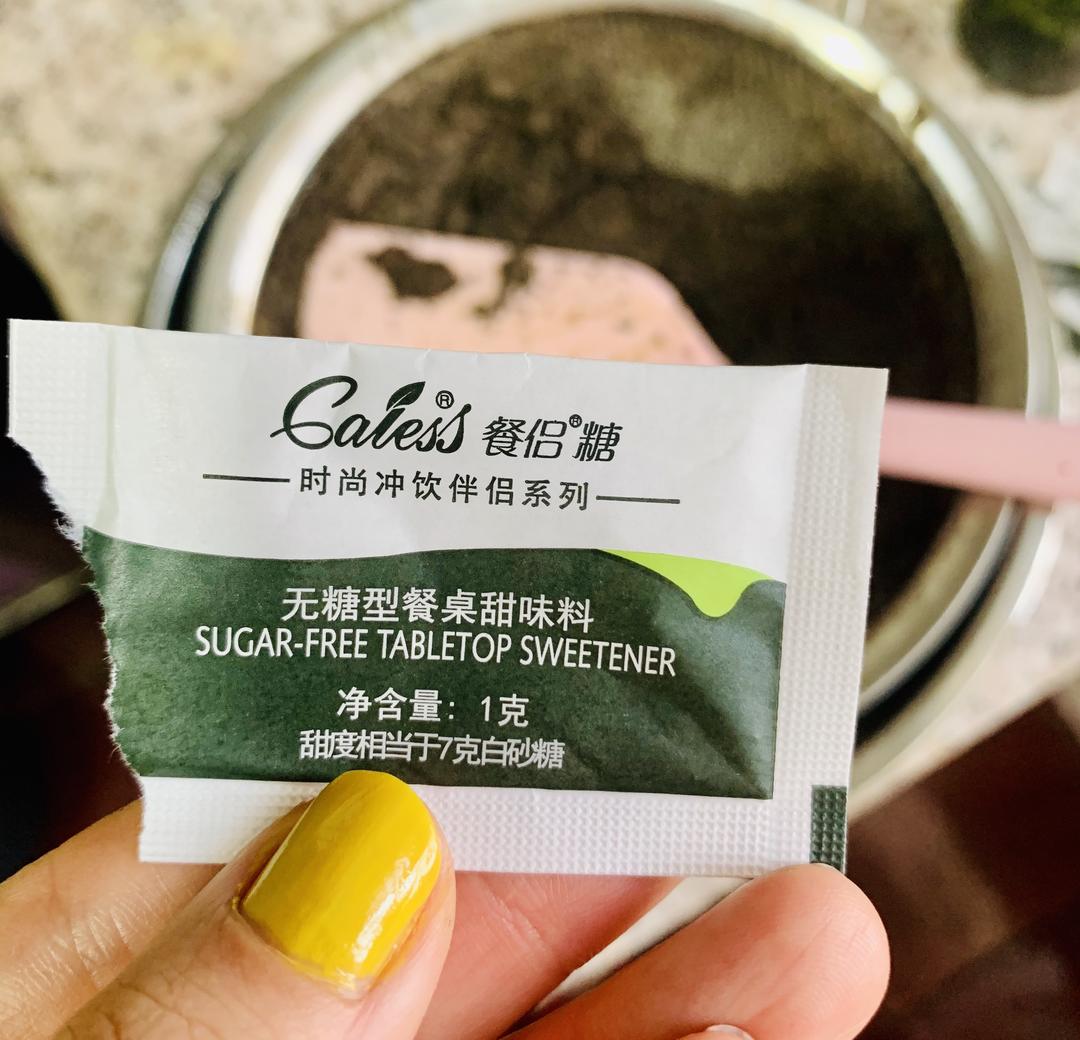 Caless® 餐侣®糖
时尚冲饮伴侣系列
无糖型餐桌甜味料
SUGAR-FREE TABLETOP SWEETENER
净含量：1克
甜度相当于7克白砂糖